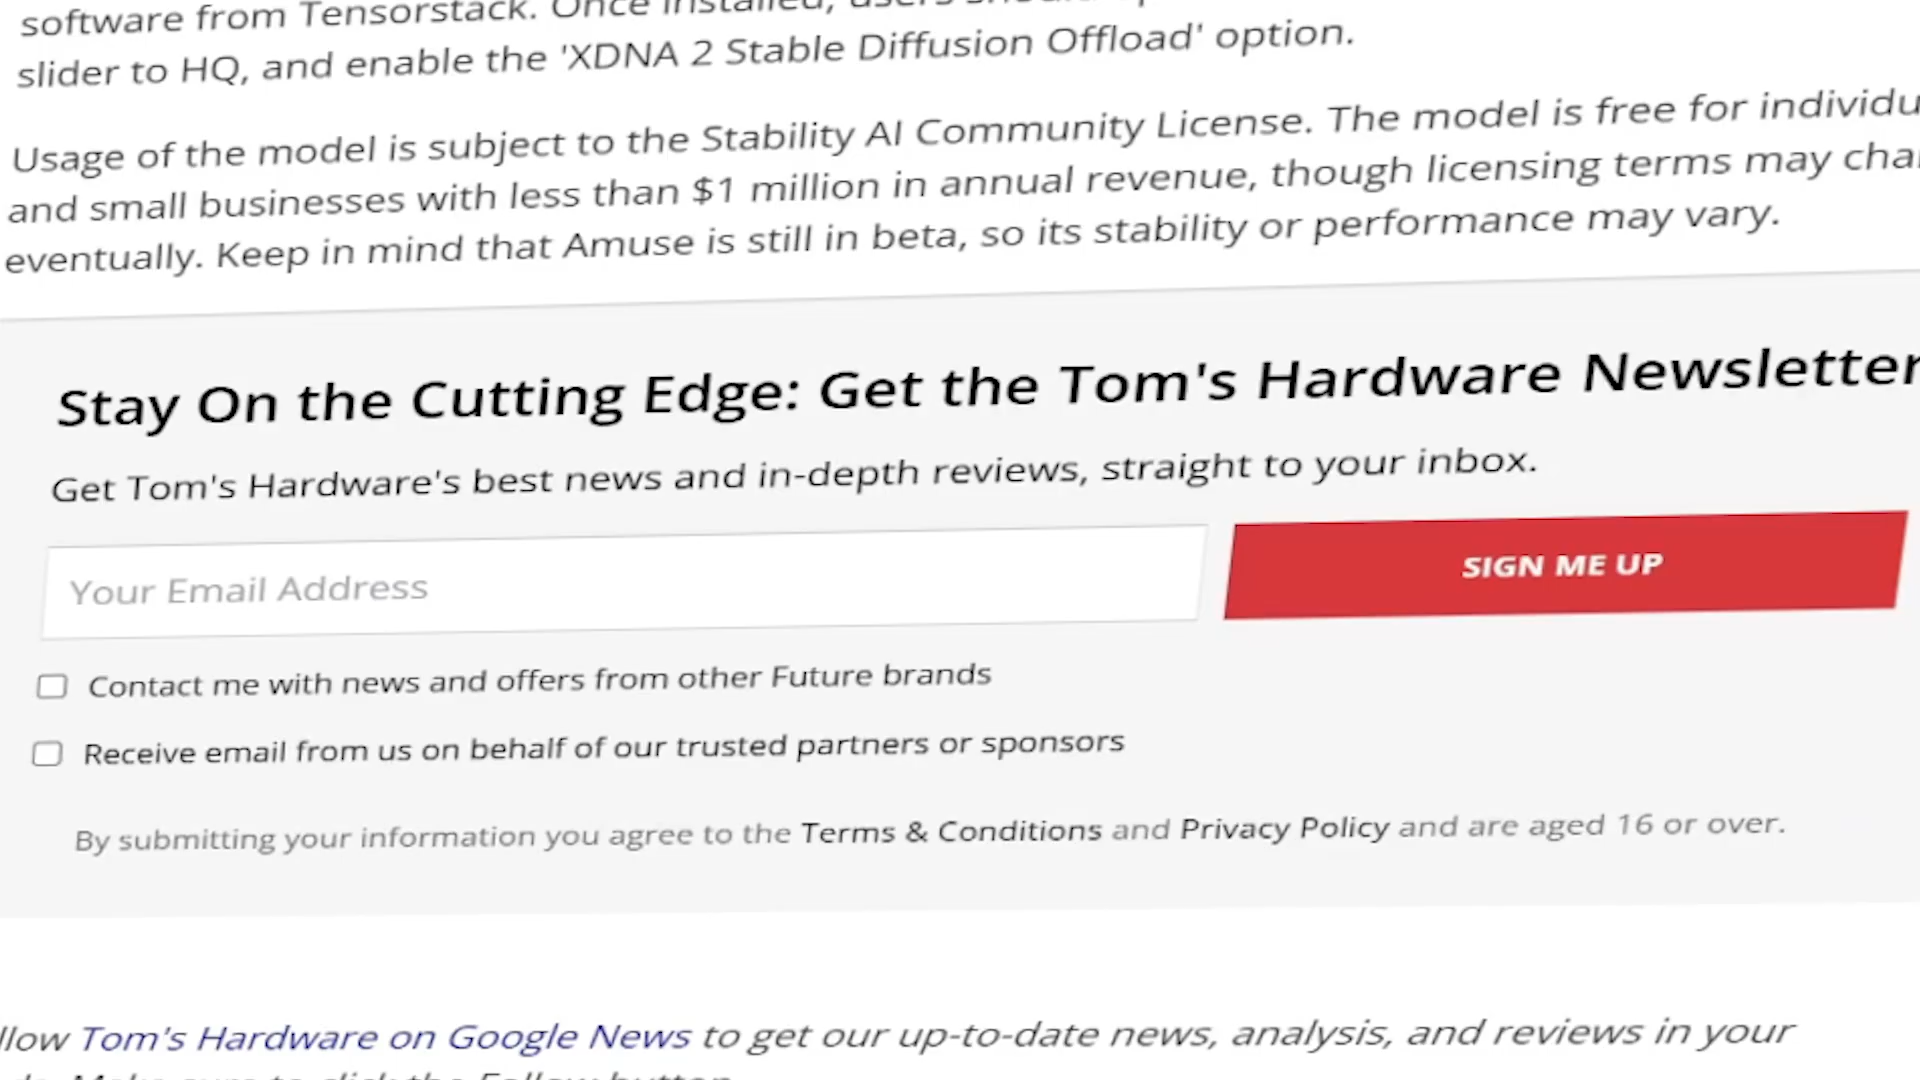 software from Tensorstack. Once installed, users should
slider to HQ, and enable the 'XDNA 2 Stable Diffusion Offload' option.
Usage of the model is subject to the Stability AI Community License. The model is free for
and small businesses with less than $1 million in annual revenue, though licensing terms may
eventually. Keep in mind that Amuse is still in beta, so its stability or performance may vary.
Stay On the Cutting Edge: Get the Tom's Hardware Newsletter
Get Tom's Hardware's best news and in-depth reviews, straight to your inbox.
Your Email Address
SIGN ME UP
Contact me with news and offers from other Future brands
Receive email from us on behalf of our trusted partners or sponsors
By submitting your information you agree to the Terms & Conditions and Privacy Policy and are aged 16 or over.
Tom's Hardware on Google News to get our up-to-date news, analysis, and reviews in your
Make sure to click the Follow button.